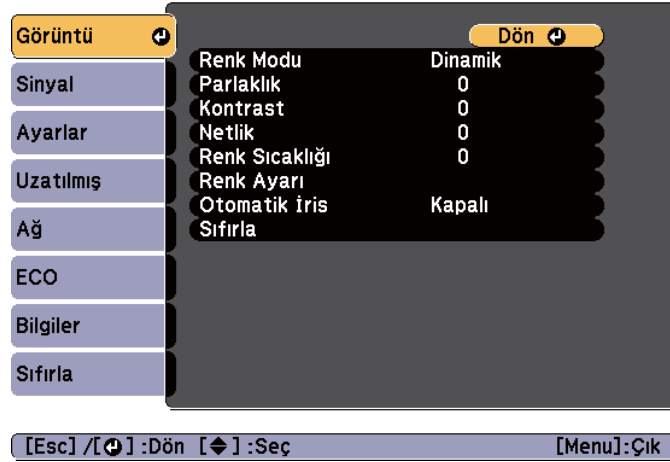 Görüntü
Sinyal
Ayarlar
Uzatılmış
Ağ
ECO
Bilgiler
Sıfırla
Dön
Renk Modu Dinamik
Parlaklık 0
Kontrast 0
Netlik 0
Renk Sıcaklığı 0
Renk Ayarı
Otomatik İris Kapalı
Sıfırla
[Esc] /[ ] :Dön [ ] :Seç [Menu]:Çık